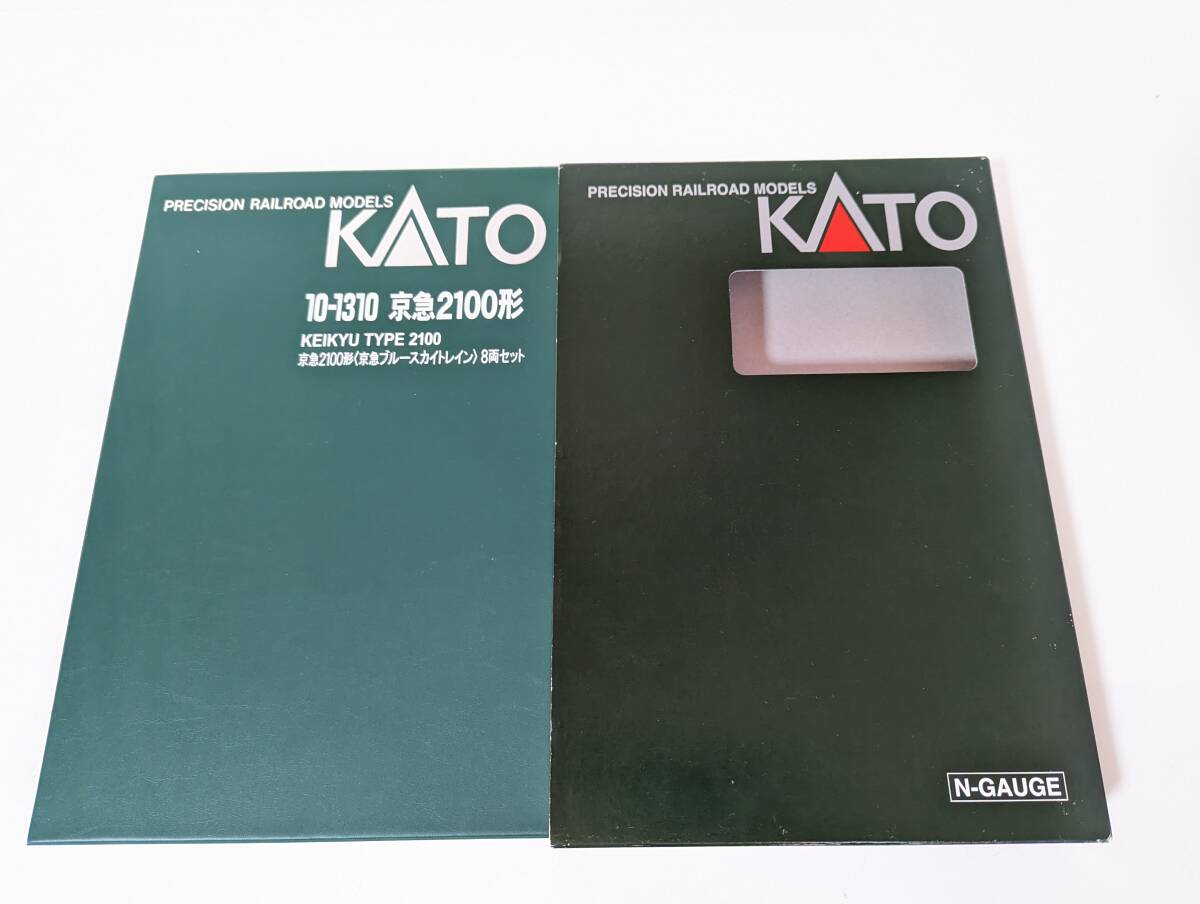 PRECISION RAILROAD MODELS
KATO
10-1310 京急2100形
KEIKYU TYPE 2100
京急2100形〈京急ブルースカイトレイン〉8両セット
PRECISION RAILROAD MODELS
KATO
N-GAUGE